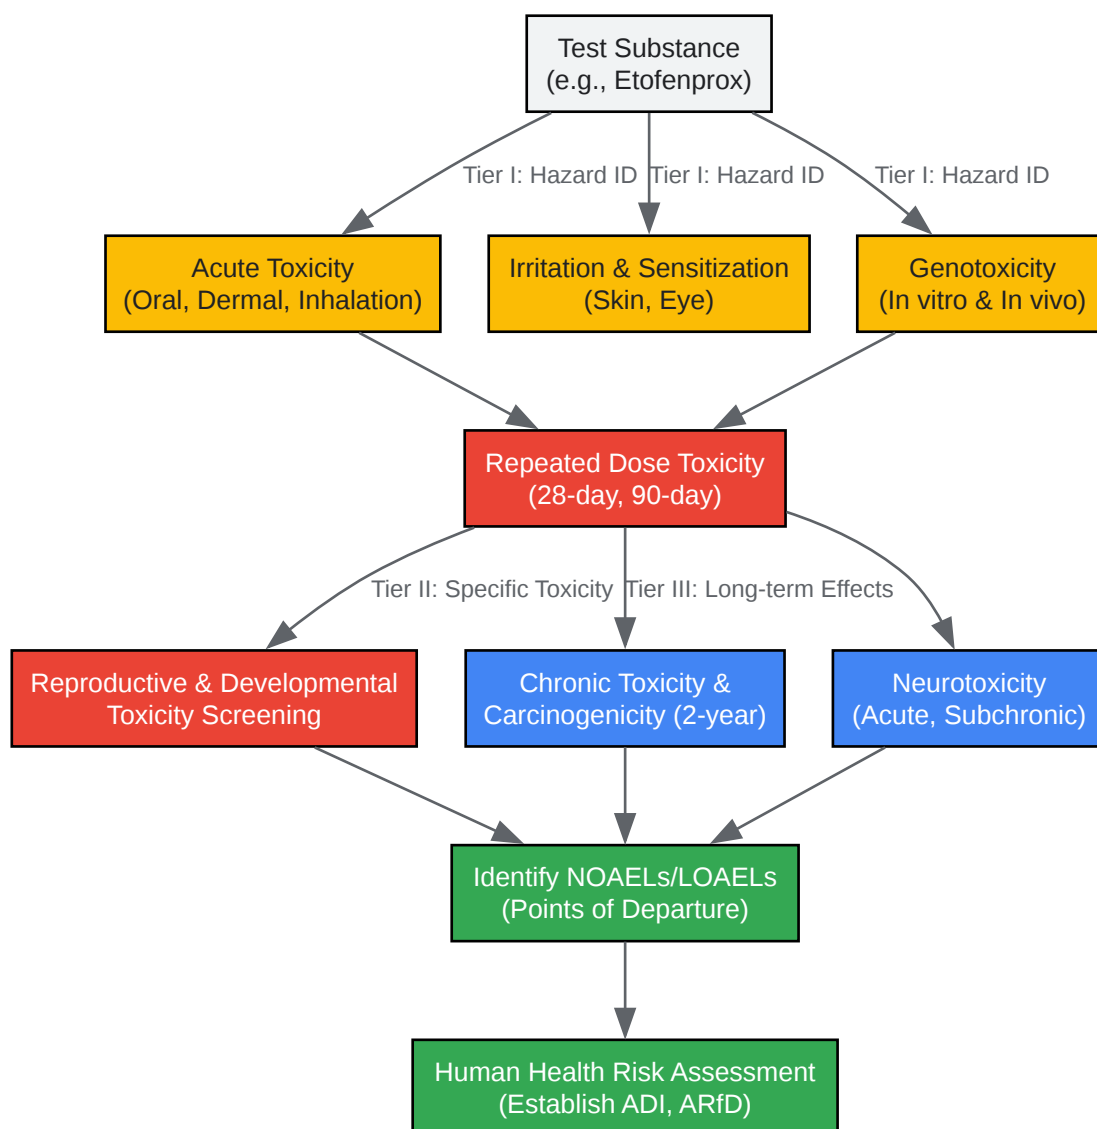 Test Substance
(e.g., Etofenprox)
Tier I: Hazard ID
Tier I: Hazard ID
Tier I: Hazard ID
Acute Toxicity
(Oral, Dermal, Inhalation)
Irritation & Sensitization
(Skin, Eye)
Genotoxicity
(In vitro & In vivo)
Repeated Dose Toxicity
(28-day, 90-day)
Tier II: Specific Toxicity
Tier III: Long-term Effects
Reproductive & Developmental
Toxicity Screening
Chronic Toxicity &
Carcinogenicity (2-year)
Neurotoxicity
(Acute, Subchronic)
Identify NOAELs/LOAELs
(Points of Departure)
Human Health Risk Assessment
(Establish ADI, ARfD)